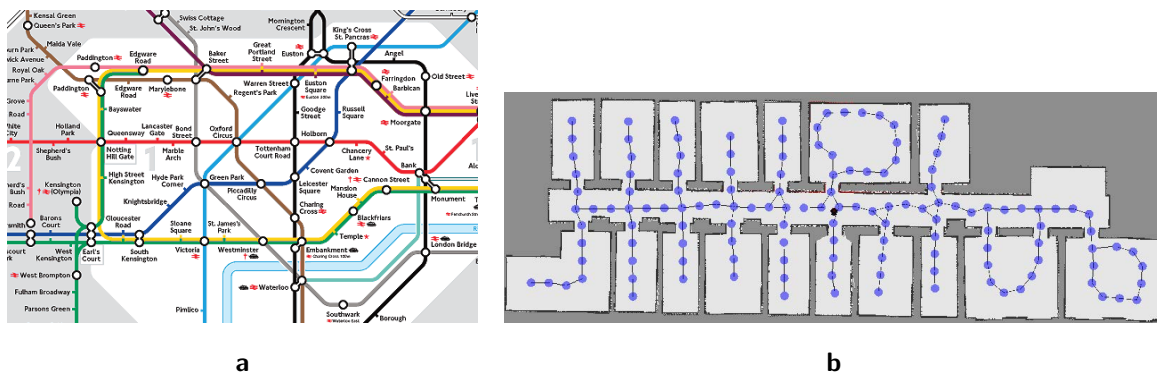 Kensal Green
Queen's Park
Swiss Cottage
St. John's Wood
Mornington
Crescent
King's Cross
St. Pancras
Euston
Angel
Maida Vale
Edgware
Road
Baker
Street
Great
Portland
Street
Paddington
Royal Oak
Old Street
Farringdon
Barbican
Warren Street
Euston
Square
Edgware
Road
Marylebone
Regent's Park
Paddington
Bayswater
Goodge
Street
Russell
Square
Moorgate
Holland
Park
Queensway
Lancaster
Gate
Bond
Street
Oxford
Circus
Holborn
Shepherd's
Bush
Notting
Hill Gate
Marble
Arch
Tottenham
Court Road
Chancery
Lane
St. Paul's
Bank
2
1
High Street
Kensington
Hyde Park
Corner
Green Park
Piccadilly
Circus
Covent Garden
Leicester
Square
Cannon Street
Mansion
House
Monument
Kensington
(Olympia)
Knightsbridge
Charing
Cross
Blackfriars
Barons
Court
Gloucester
Road
Sloane
Square
St. James's
Park
Temple
West
Kensington
Earl's
Court
South
Kensington
Victoria
Westminster
Embankment
London Bridge
West Brompton
Waterloo
Fulham Broadway
Parsons Green
Pimlico
Southwark
Borough
a
b